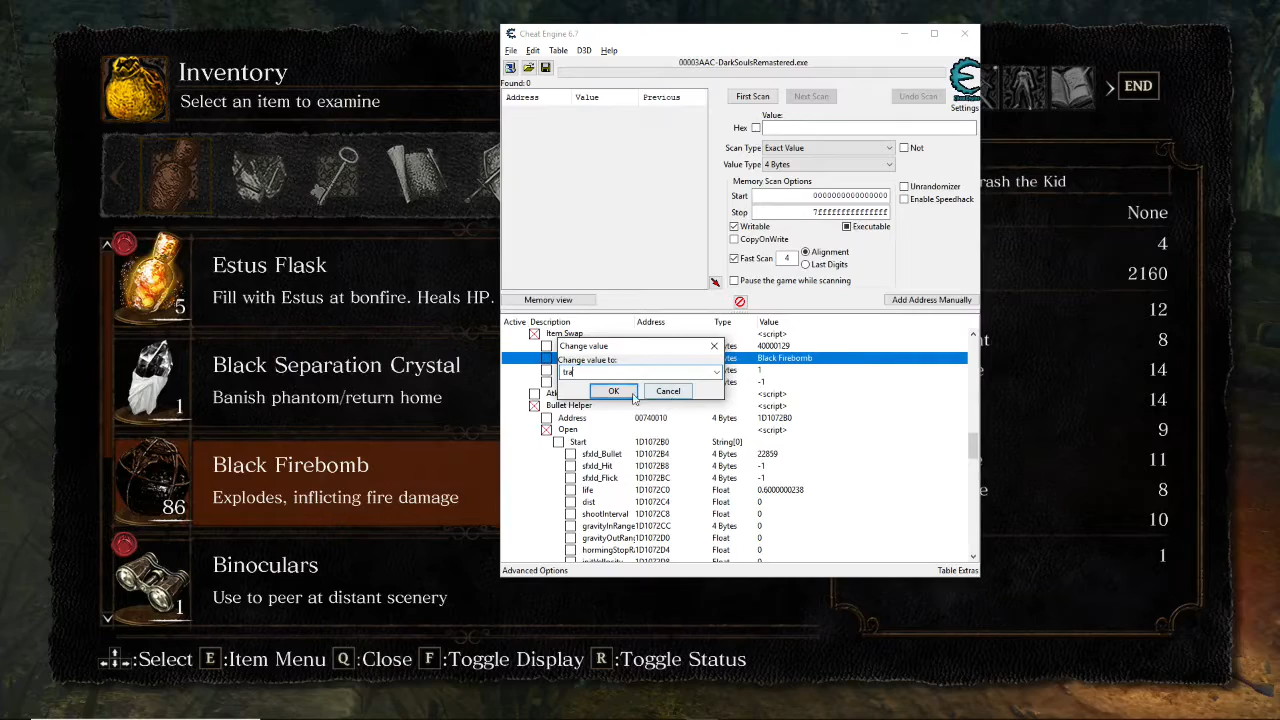 Inventory
Select an item to examine
END
Estus Flask
Fill with Estus at bonfire. Heals HP.
5
Black Separation Crystal
Banish phantom/return home
1
Black Firebomb
Explodes, inflicting fire damage
86
Binoculars
Use to peer at distant scenery
1
E:Item Menu
:Select
Q:Close
F:Toggle Display
R:Toggle Status
Cheat Engine 6.7
File Edit Table D3D Help
00003AAC-DarkSoulsRemastered.exe
Found: 0
Address Value Previous
First Scan Next Scan Undo Scan
Settings
Value:
Hex
Scan Type Exact Value Not
Value Type 4 Bytes
Memory Scan Options
Start 0000000000000000
Stop 7fffffffffffffff
Writable Executable
CopyOnWrite
Fast Scan 4 Alignment
Last Digits
Pause the game while scanning
Unrandomizer
Enable Speedhack
Memory view
Add Address Manually
Active Description Address Type Value
Item Swap <script>
ytes 40000129
ytes Black Firebomb
ytes 1
ytes -1
<script>
Change value
Change value to:
tra
OK Cancel
Bullet Helper <script>
Address 00740010 1D1072B0
Open <script>
Start 1D1072B0 String[0]
sfxId_Bullet 1D1072B4 4 Bytes 22859
sfxId_Hit 1D1072B8 4 Bytes -1
sfxId_Flick 1D1072BC 4 Bytes -1
life 1D1072C0 Float 0.6000000238
dist 1D1072C4 Float 0
shootInterval 1D1072C8 Float 0
gravityInRange 1D1072CC 4 Bytes 0
gravityOutRan 1D1072D0 Float 0
hormingStopR 1D1072D4 Float 0
Advanced Options
Table Extras
rash the Kid
None
4
2160
12
8
14
14
9
11
8
10
1